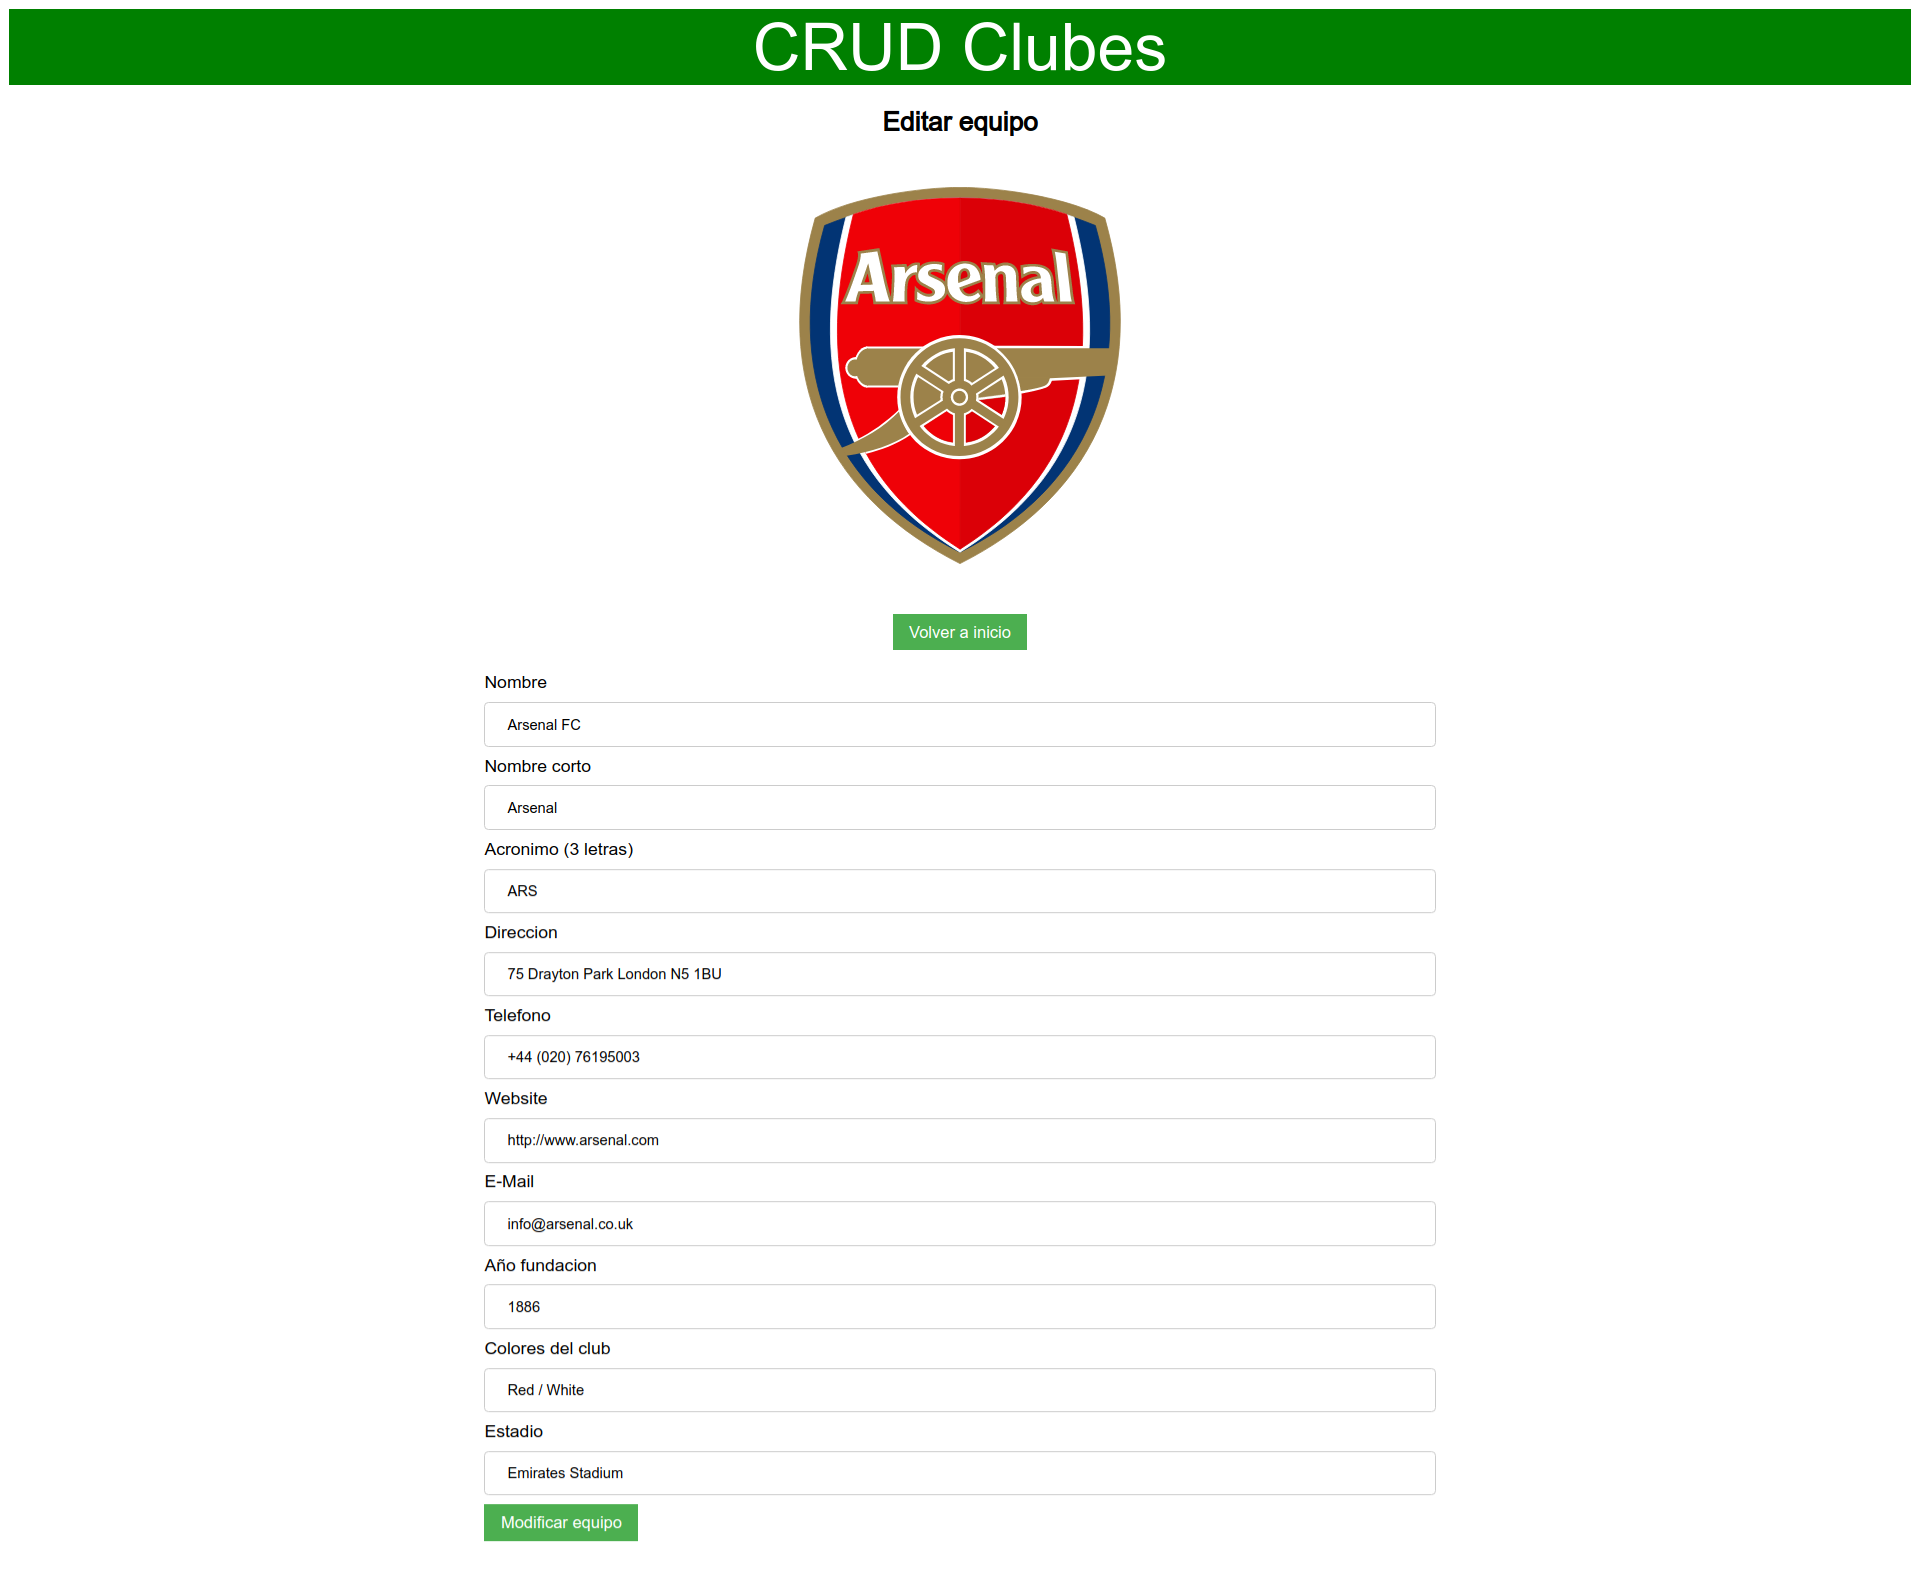 CRUD Clubes
Editar equipo
Arsenal
Volver a inicio
Nombre
Arsenal FC
Nombre corto
Arsenal
Acronimo (3 letras)
ARS
Direccion
75 Drayton Park London N5 1BU
Telefono
+44 (020) 76195003
Website
http://www.arsenal.com
E-Mail
info@arsenal.co.uk
Año fundacion
1886
Colores del club
Red / White
Estadio
Emirates Stadium
Modificar equipo